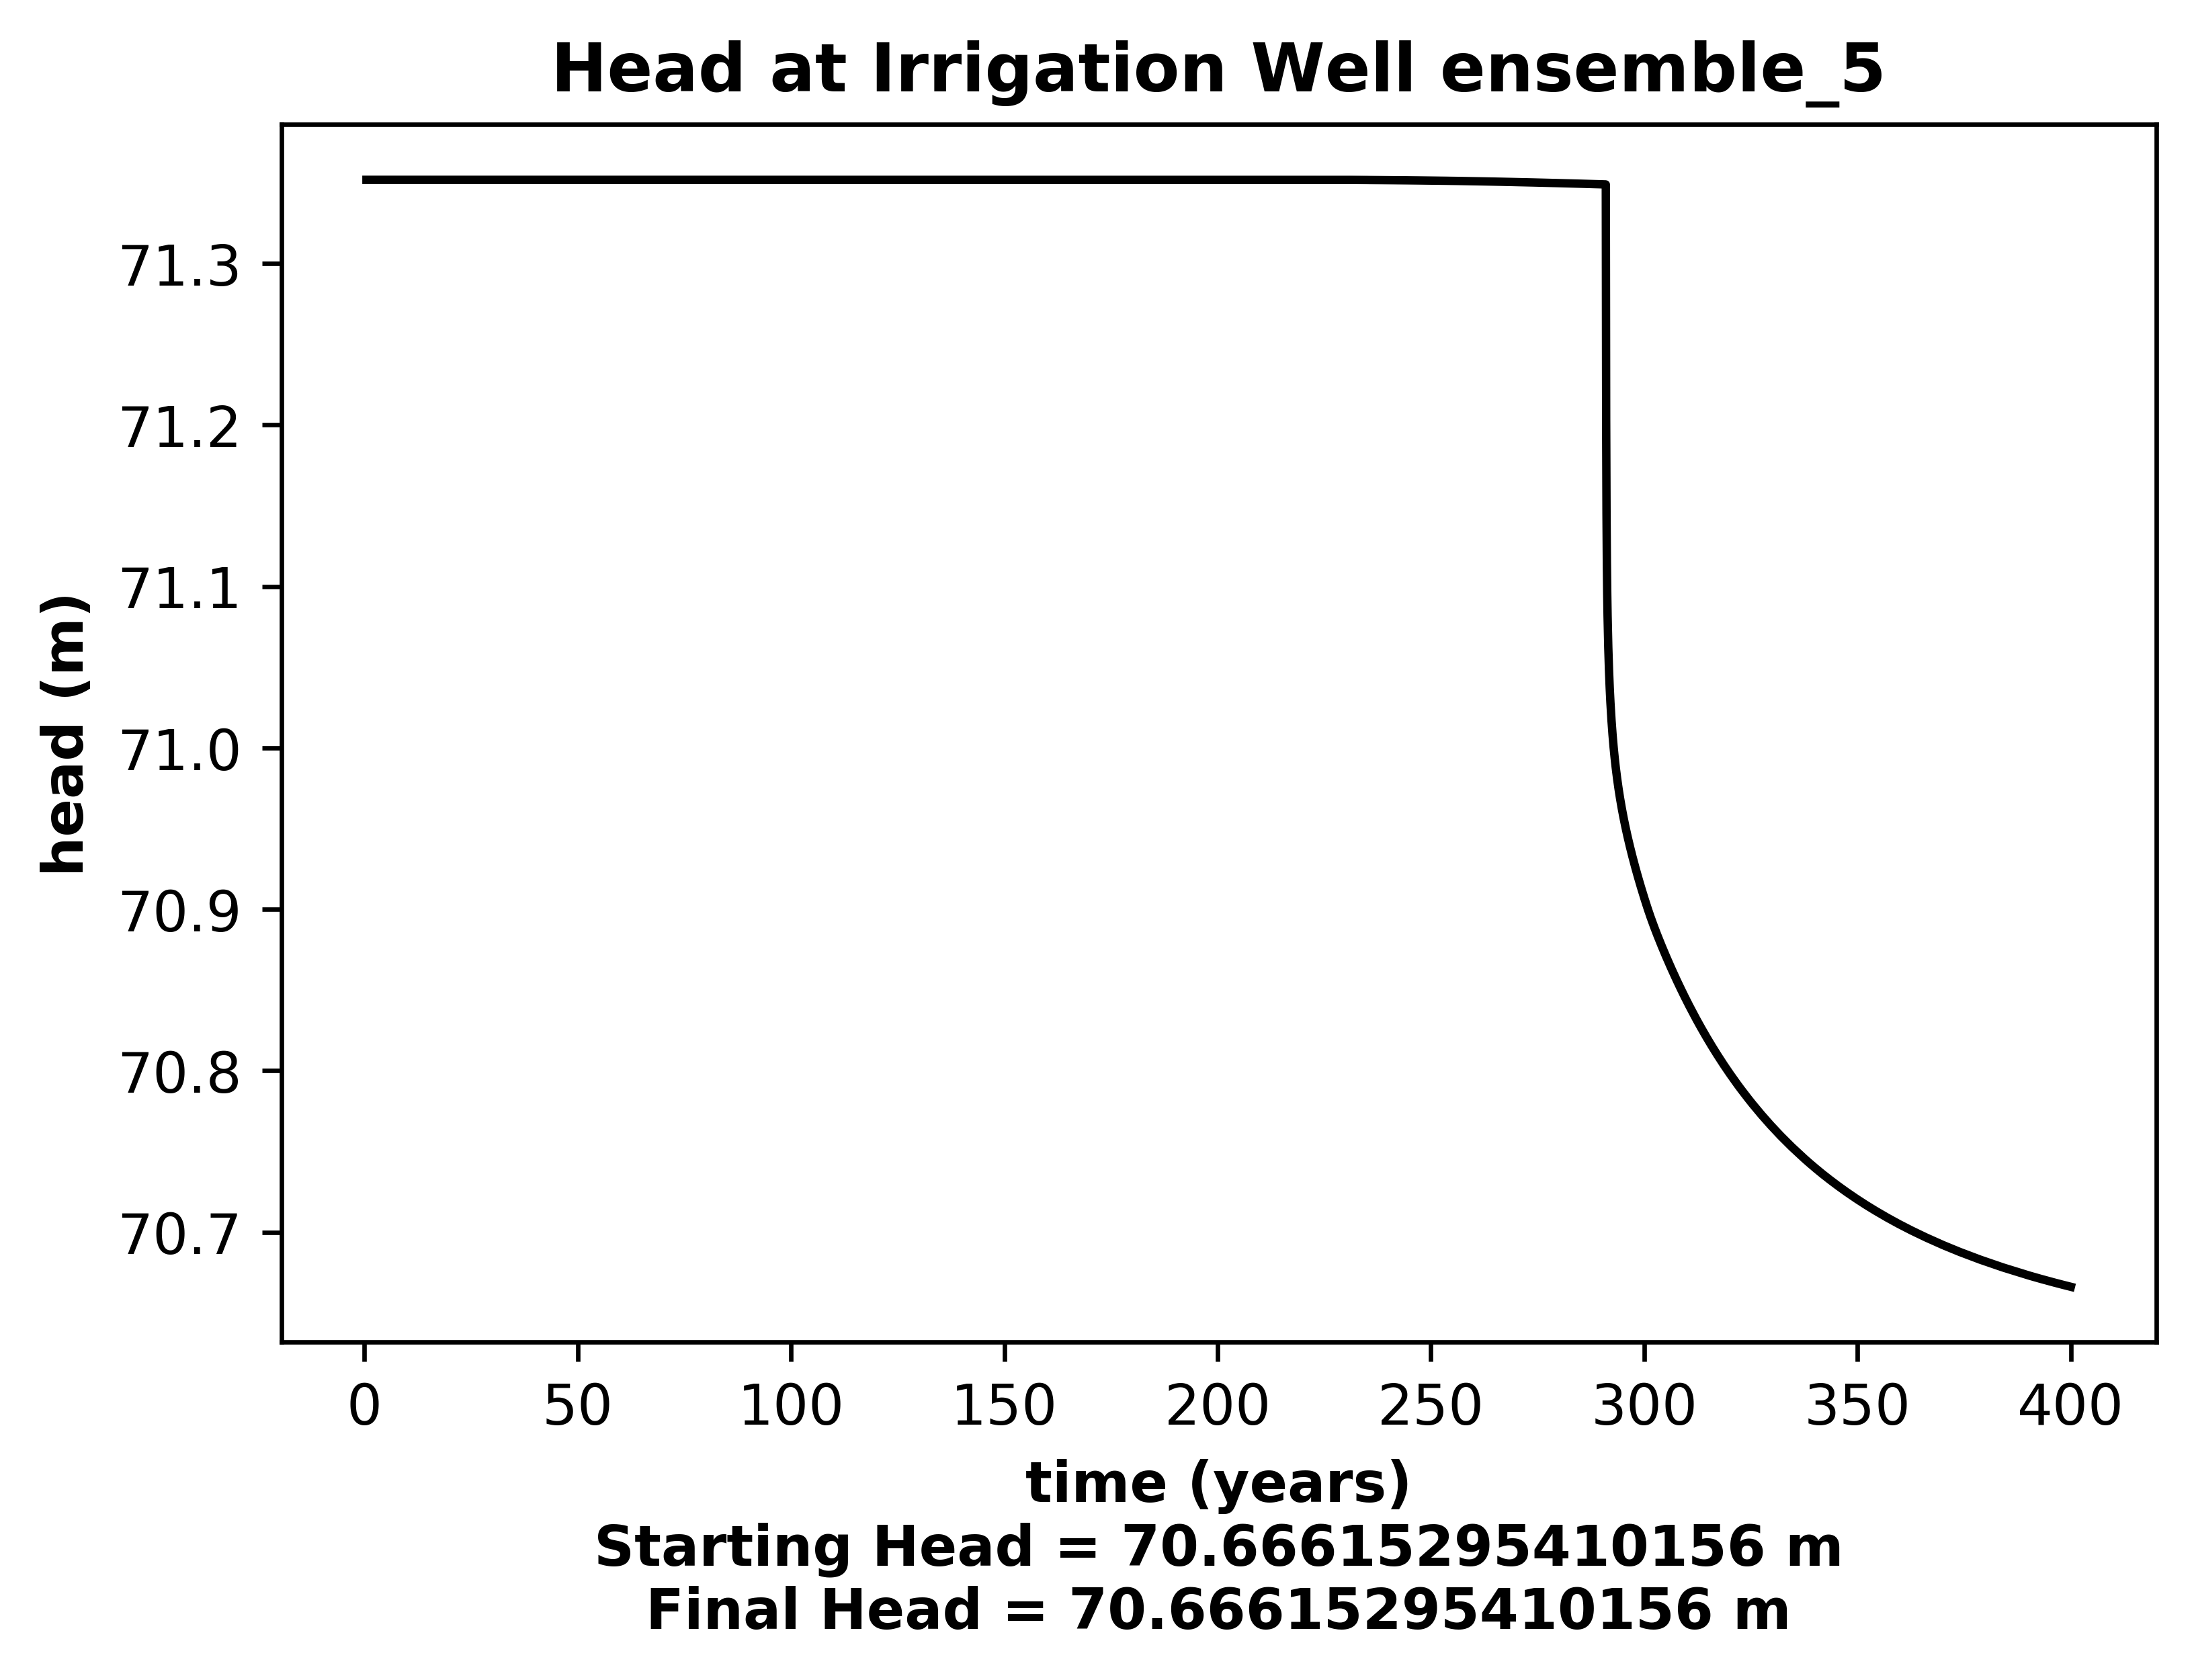 Head at Irrigation Well ensemble_5
head (m)
71.3
71.2
71.1
71.0
70.9
70.8
70.7
0 50 100 150 200 250 300 350 400
time (years)
Starting Head = 70.66615295410156 m
Final Head = 70.66615295410156 m